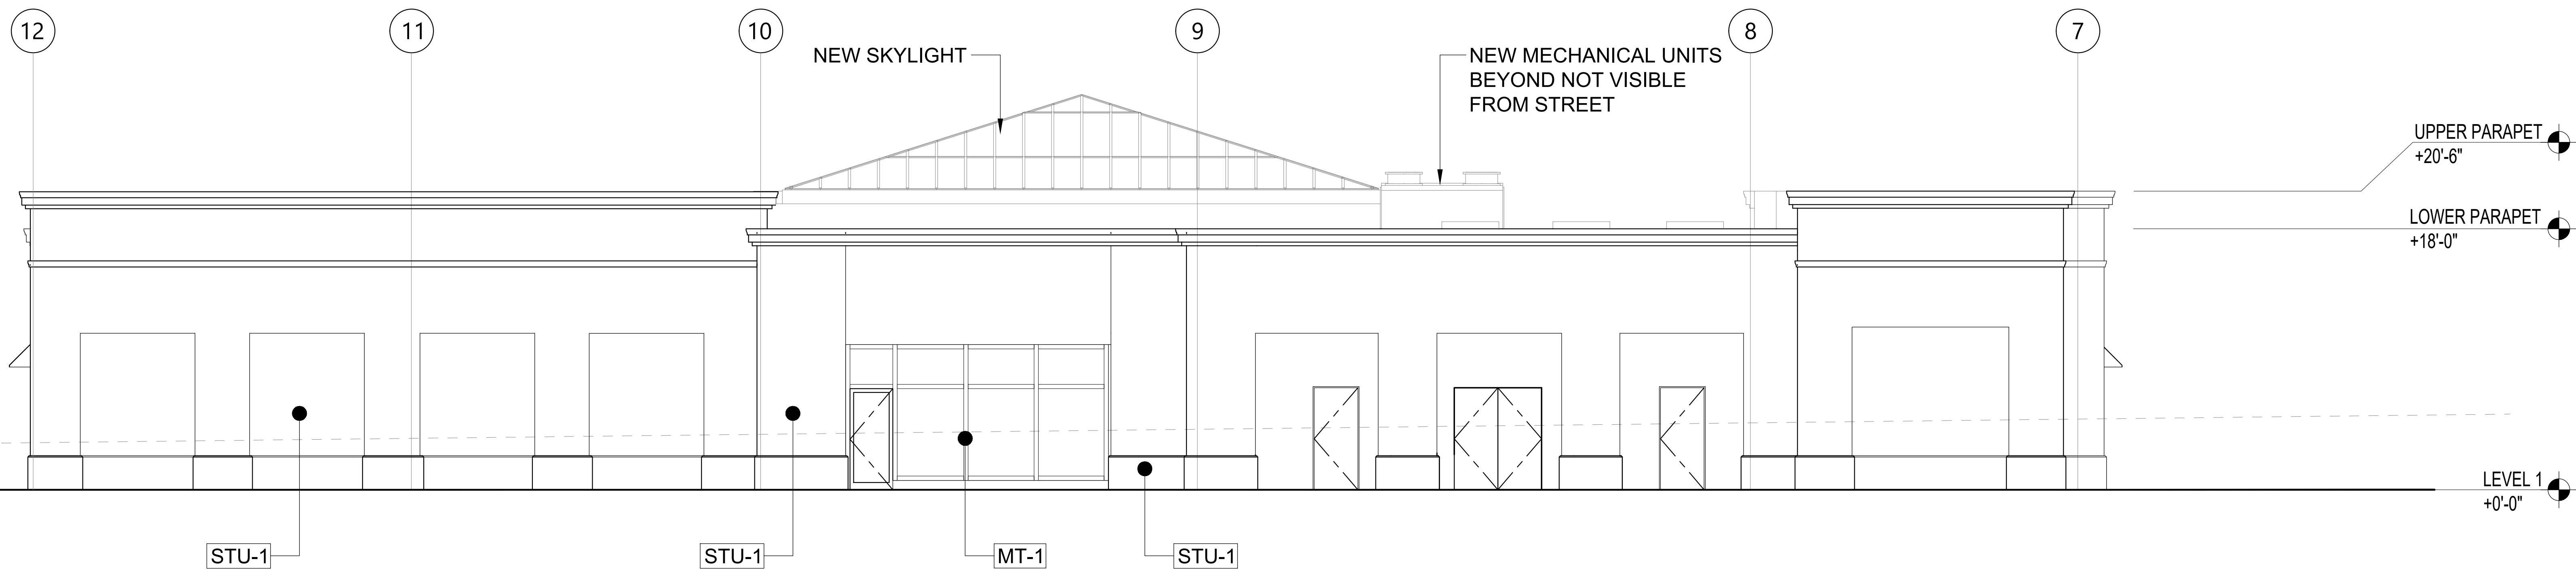 12
11
10
9
8
7
NEW SKYLIGHT
NEW MECHANICAL UNITS
BEYOND NOT VISIBLE
FROM STREET
UPPER PARAPET
+20'-6"
LOWER PARAPET
+18'-0"
LEVEL 1
+0'-0"
STU-1
STU-1
MT-1
STU-1